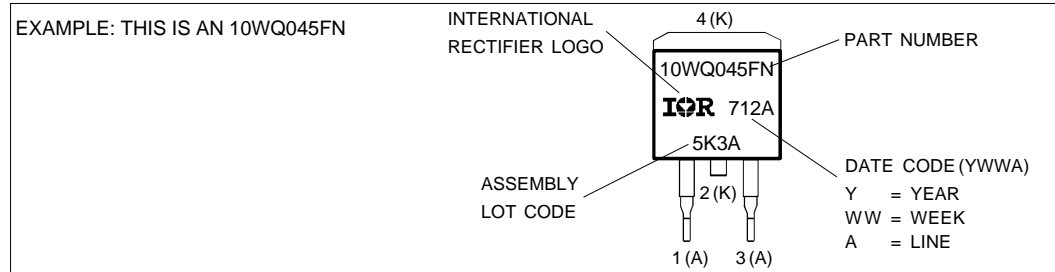 EXAMPLE: THIS IS AN 10WQ045FN
INTERNATIONAL
RECTIFIER LOGO
4 (K)
PART NUMBER
10WQ045FN
IOR 712A
5K3A
ASSEMBLY
LOT CODE
2 (K)
1 (A) 3 (A)
DATE CODE (YWWA)
Y = YEAR
WW = WEEK
A = LINE